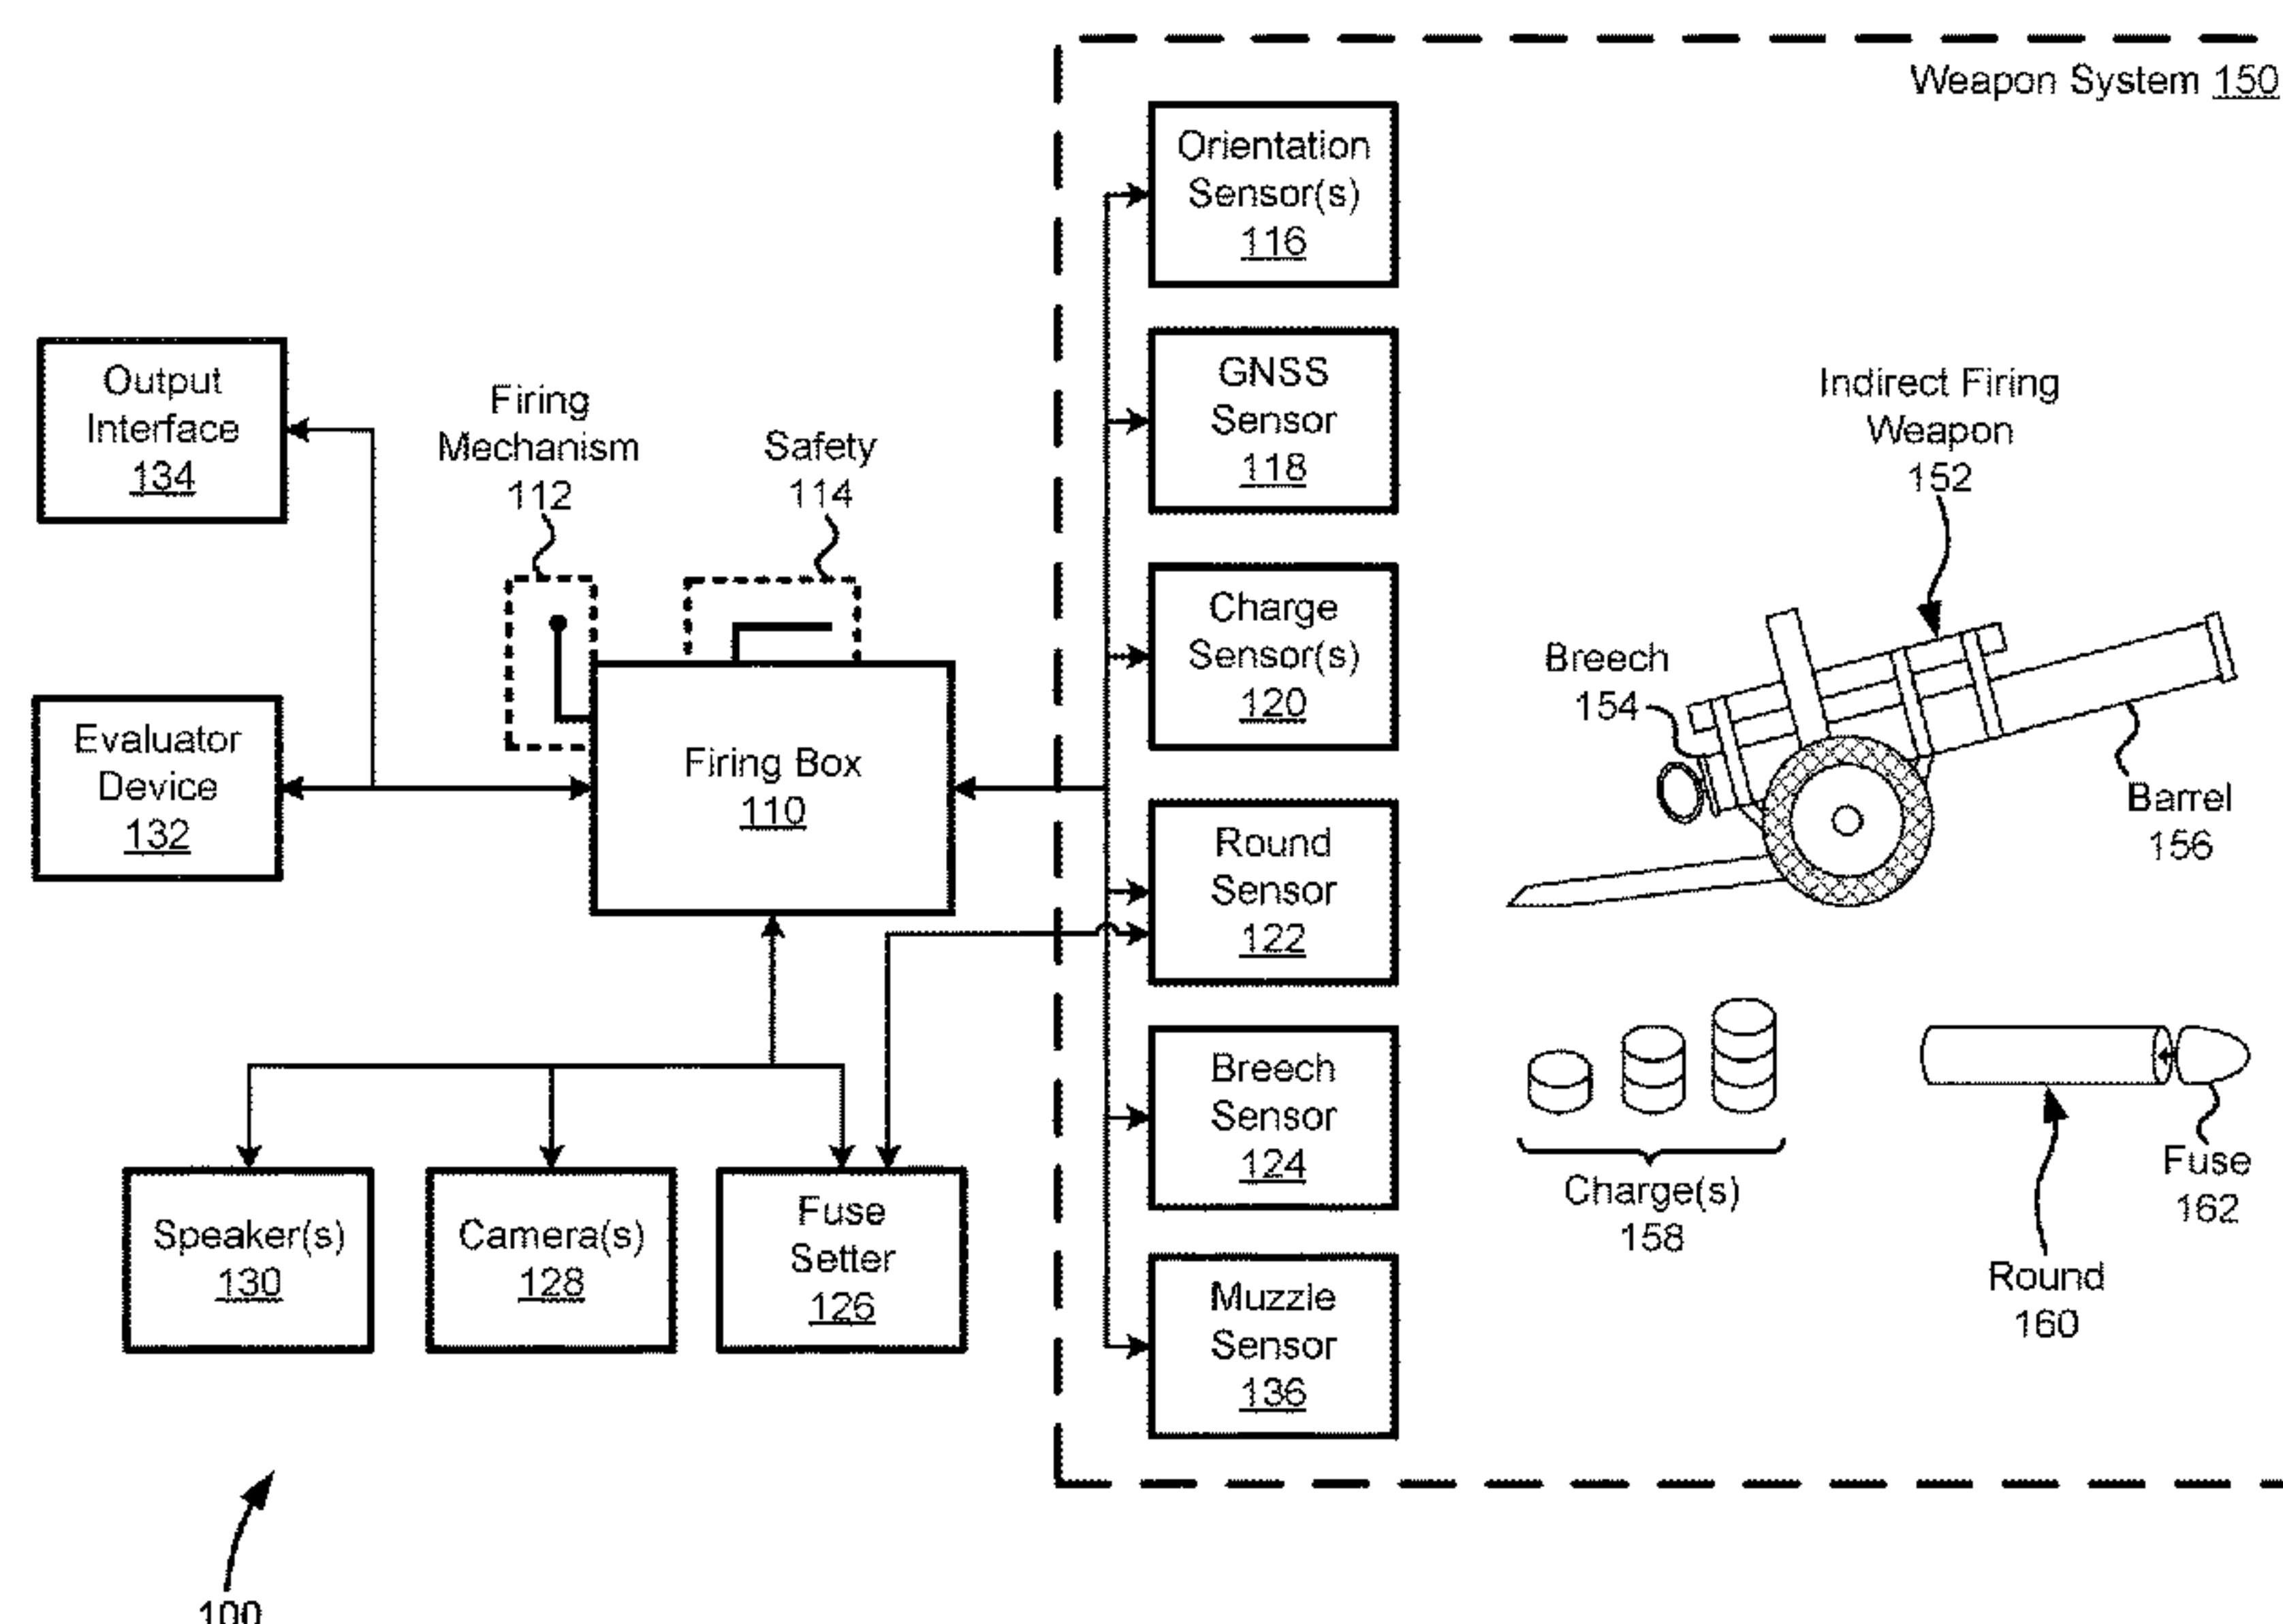 Weapon System 150
Orientation
Sensor(s)
116
GNSS
Sensor
118
Charge
Sensor(s)
120
Round
Sensor
122
Breech
Sensor
124
Muzzle
Sensor
136
Output
Interface
134
Firing
Mechanism
112
Safety
114
Evaluator
Device
132
Firing Box
110
Speaker(s)
130
Camera(s)
128
Fuse
Setter
126
Indirect Firing
Weapon
152
Breech
154
Barrel
156
Charge(s)
158
Round
160
Fuse
162
100